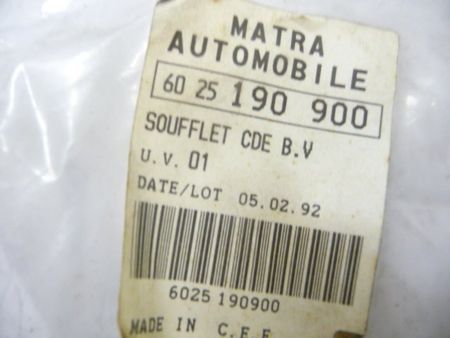 MATRA
AUTOMOBILE
60 25 190 900
SOUFFLET CDE B.V
U.V. 01
DATE/LOT 05.02.92
6025 190900
MADE IN C.E.E